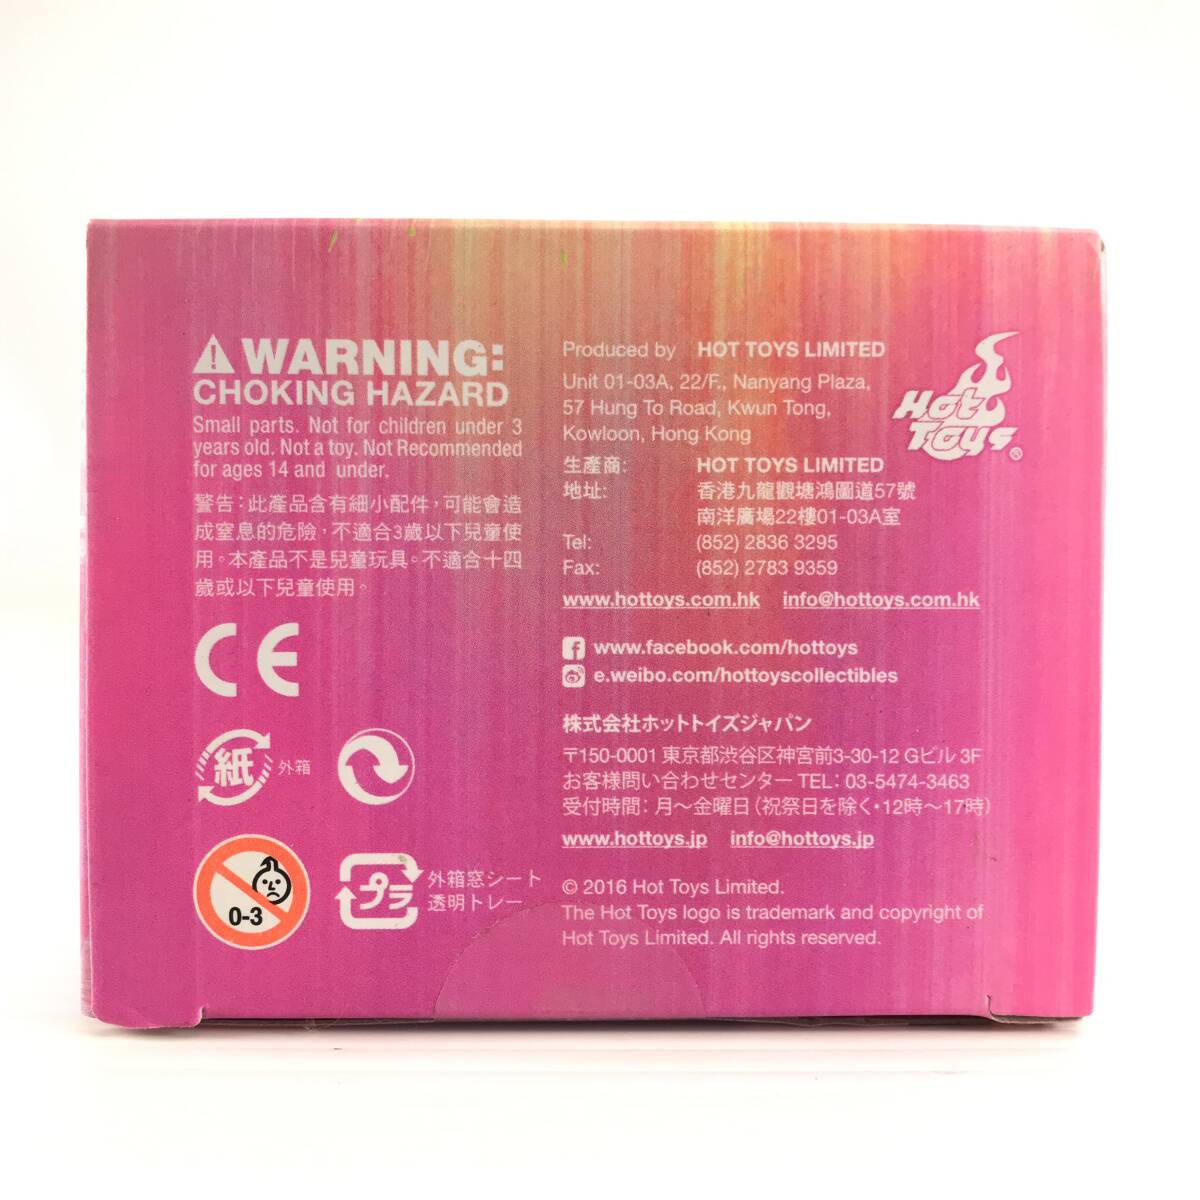 WARNING:
CHOKING HAZARD
Small parts. Not for children under 3
years old. Not a toy. Not Recommended
for ages 14 and under.
警告:此產品含有細小配件,可能會造
成窒息的危險,不適合3歲以下兒童使
用。本產品不是兒童玩具。不適合十四
歲或以下兒童使用。
CE
紙 外箱
0-3
プラ
外箱窓シート
透明トレー
Produced by HOT TOYS LIMITED
Unit 01-03A, 22/F., Nanyang Plaza,
57 Hung To Road, Kwun Tong,
Kowloon, Hong Kong
生產商: HOT TOYS LIMITED
地址: 香港九龍觀塘鴻圖道57號
南洋廣場22樓01-03A室
Tel: (852) 2836 3295
Fax: (852) 2783 9359
www.hottoys.com.hk info@hottoys.com.hk
www.facebook.com/hottoys
e.weibo.com/hottoyscollectibles
株式会社ホットトイズジャパン
〒150-0001 東京都渋谷区神宮前3-30-12 Gビル 3F
お客様問い合わせセンター TEL: 03-5474-3463
受付時間: 月〜金曜日(祝祭日を除く・12時〜17時)
www.hottoys.jp info@hottoys.jp
© 2016 Hot Toys Limited.
The Hot Toys logo is trademark and copyright of
Hot Toys Limited. All rights reserved.
Hot
Toys®